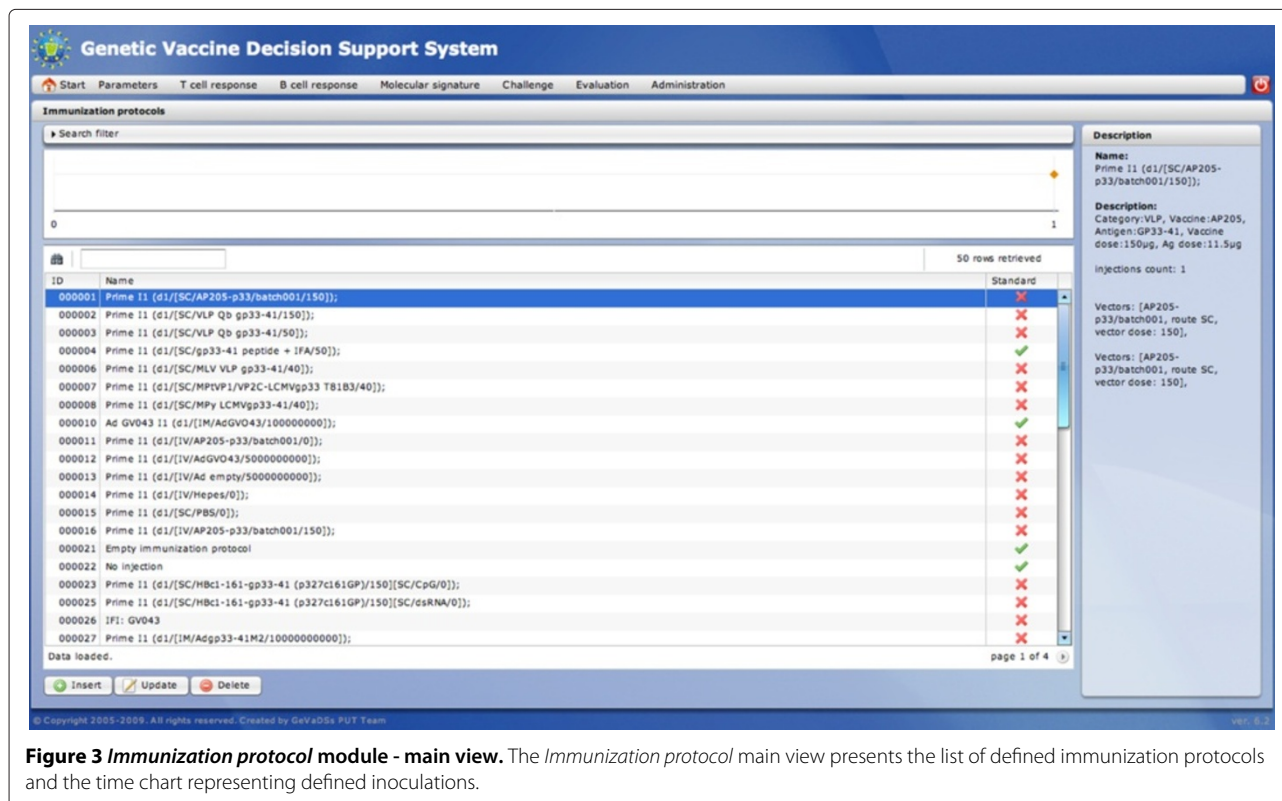 Genetic Vaccine Decision Support System
Start Parameters T cell response B cell response Molecular signature Challenge Evaluation Administration
Immunization protocols
Search filter
0 1
50 rows retrieved
ID Name Standard
000001 Prime I1 (d1/[SC/AP205-p33/batch001/150]);
000002 Prime I1 (d1/[SC/VLP Qb gp33-41/150]);
000003 Prime I1 (d1/[SC/VLP Qb gp33-41/50]);
000004 Prime I1 (d1/[SC/gp33-41 peptide + IFA/50]);
000006 Prime I1 (d1/[SC/MLV VLP gp33-41/40]);
000007 Prime I1 (d1/[SC/MPtVP1/VP2C-LCMVgp33 T81B3/40]);
000008 Prime I1 (d1/[SC/MPy LCMVgp33-41/40]);
000010 Ad GV043 I1 (d1/[IM/AdGVO43/100000000]);
000011 Prime I1 (d1/[IV/AP205-p33/batch001/0]);
000012 Prime I1 (d1/[IV/AdGVO43/5000000000]);
000013 Prime I1 (d1/[IV/Ad empty/5000000000]);
000014 Prime I1 (d1/[IV/Hepes/0]);
000015 Prime I1 (d1/[SC/PBS/0]);
000016 Prime I1 (d1/[IV/AP205-p33/batch001/150]);
000021 Empty immunization protocol
000022 No injection
000023 Prime I1 (d1/[SC/HBc1-161-gp33-41 (p327c161GP)/150][SC/CpG/0]);
000025 Prime I1 (d1/[SC/HBc1-161-gp33-41 (p327c161GP)/150][SC/dsRNA/0]);
000026 IFI: GV043
000027 Prime I1 (d1/[IM/Adgp33-41M2/10000000000]);
Data loaded. page 1 of 4
Insert Update Delete
Description
Name:
Prime I1 (d1/[SC/AP205-
p33/batch001/150]);
Description:
Category:VLP, Vaccine:AP205,
Antigen:GP33-41, Vaccine
dose:150µg, Ag dose:11.5µg
injections count: 1
Vectors: [AP205-
p33/batch001, route SC,
vector dose: 150],
Vectors: [AP205-
p33/batch001, route SC,
vector dose: 150],
© Copyright 2005-2009. All rights reserved. Created by GeVaDSs PUT Team ver. 6.2
Figure 3 Immunization protocol module - main view. The Immunization protocol main view presents the list of defined immunization protocols
and the time chart representing defined inoculations.